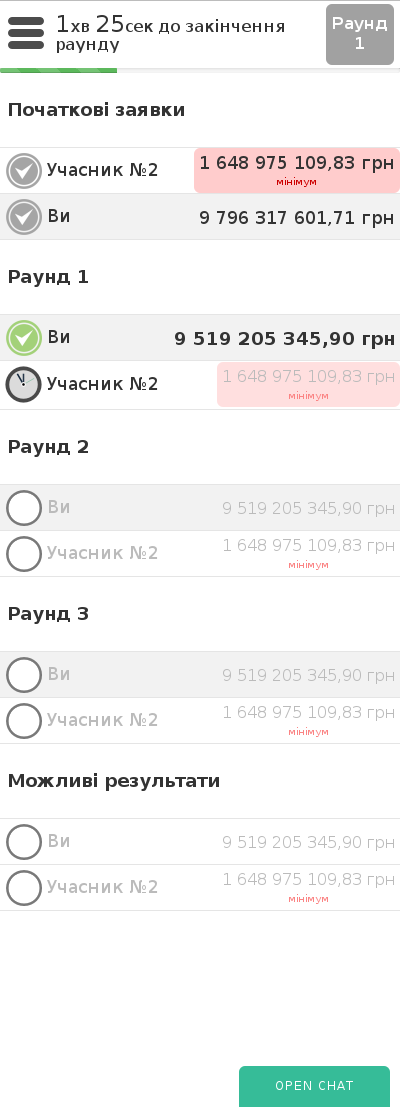 1хв 25сек до закінчення
раунду
Раунд
1
Початкові заявки
Учасник №2
1 648 975 109,83 грн
мінімум
Ви
9 796 317 601,71 грн
Раунд 1
Ви
9 519 205 345,90 грн
Учасник №2
1 648 975 109,83 грн
мінімум
Раунд 2
Ви
9 519 205 345,90 грн
Учасник №2
1 648 975 109,83 грн
мінімум
Раунд 3
Ви
9 519 205 345,90 грн
Учасник №2
1 648 975 109,83 грн
мінімум
Можливі результати
Ви
9 519 205 345,90 грн
Учасник №2
1 648 975 109,83 грн
мінімум
OPEN CHAT